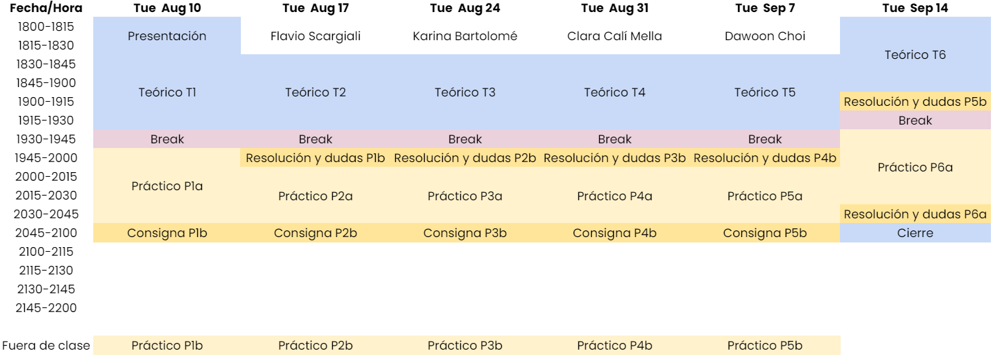 Fecha/Hora Tue Aug 10 Tue Aug 17 Tue Aug 24 Tue Aug 31 Tue Sep 7 Tue Sep 14
1800-1815
Presentación Flavio Scargiali Karina Bartolomé Clara Calí Mella Dawoon Choi
1815-1830
Teórico T6
1830-1845
1845-1900
Teórico T1 Teórico T2 Teórico T3 Teórico T4 Teórico T5
1900-1915 Resolución y dudas P5b
1915-1930 Break
1930-1945 Break Break Break Break Break
1945-2000 Resolución y dudas P1b Resolución y dudas P2b Resolución y dudas P3b Resolución y dudas P4b
Práctico P6a
2000-2015
Práctico P1a
2015-2030 Práctico P2a Práctico P3a Práctico P4a Práctico P5a
2030-2045 Resolución y dudas P6a
2045-2100 Consigna P1b Consigna P2b Consigna P3b Consigna P4b Consigna P5b Cierre
2100-2115
2115-2130
2130-2145
2145-2200
Fuera de clase Práctico P1b Práctico P2b Práctico P3b Práctico P4b Práctico P5b